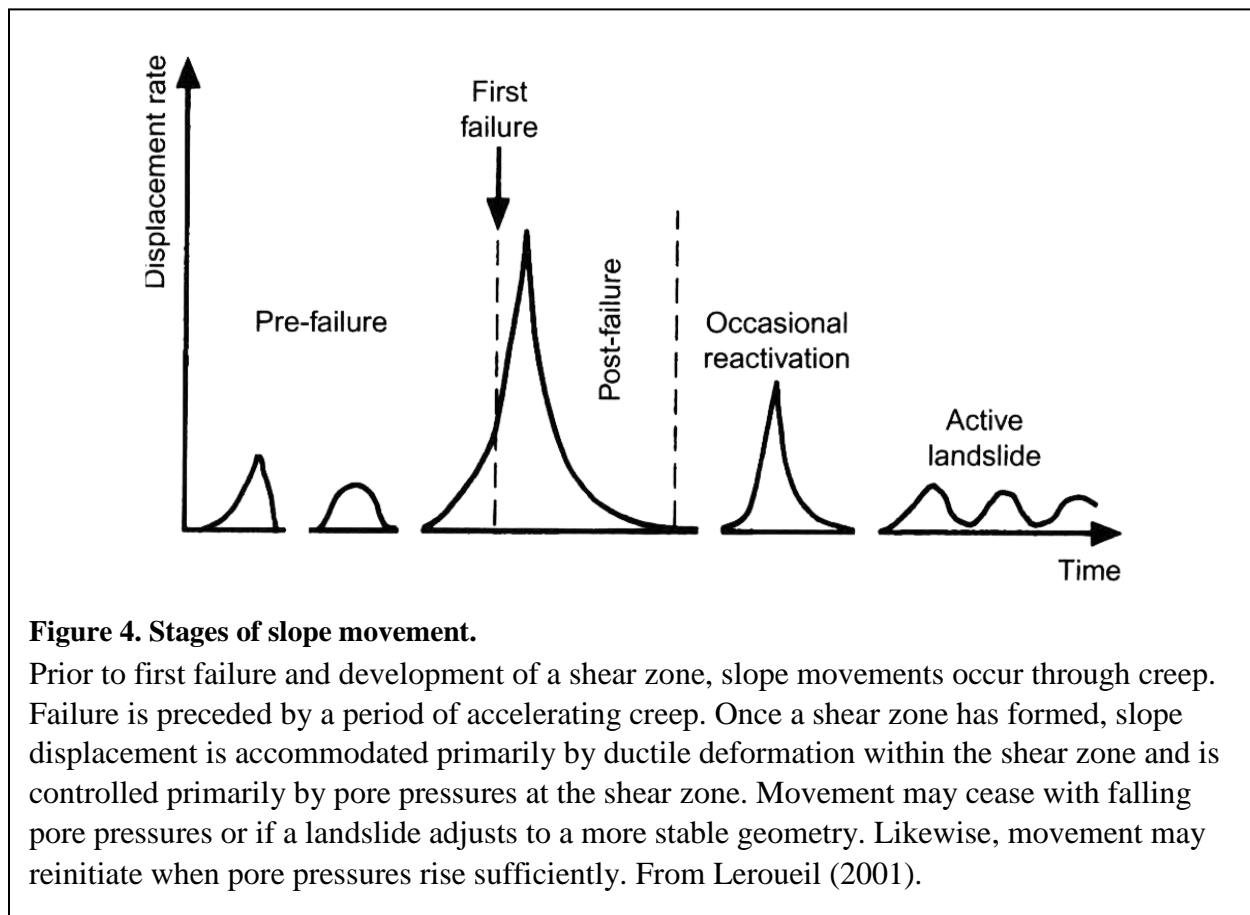 Displacement rate
First
failure
Pre-failure
Post-failure
Occasional
reactivation
Active
landslide
Time
Figure 4. Stages of slope movement.
Prior to first failure and development of a shear zone, slope movements occur through creep.
Failure is preceded by a period of accelerating creep. Once a shear zone has formed, slope
displacement is accommodated primarily by ductile deformation within the shear zone and is
controlled primarily by pore pressures at the shear zone. Movement may cease with falling
pore pressures or if a landslide adjusts to a more stable geometry. Likewise, movement may
reinitiate when pore pressures rise sufficiently. From Leroueil (2001).